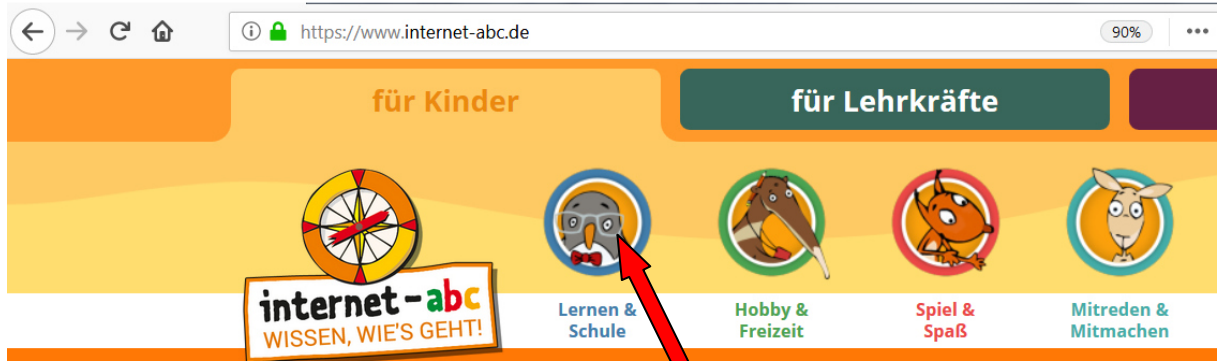 https://www.internet-abc.de
90%
für Kinder
für Lehrkräfte
internet-abc
WISSEN, WIE'S GEHT!
Lernen &
Schule
Hobby &
Freizeit
Spiel &
Spaß
Mitreden &
Mitmachen